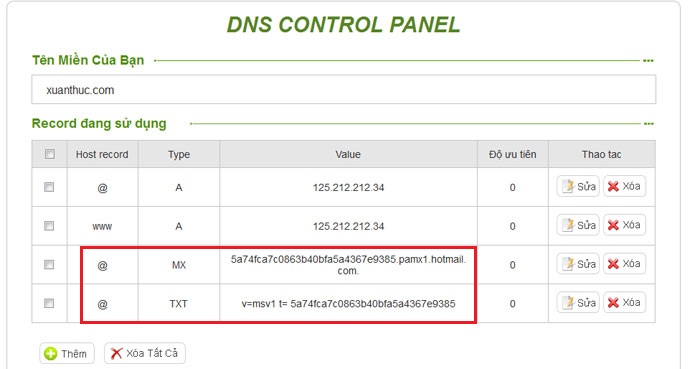 DNS CONTROL PANEL
Tên Miền Của Bạn
xuanthuc.com
Record đang sử dụng
Host record Type Value Độ ưu tiên Thao tac
@ A 125.212.212.34 0 Sửa Xóa
www A 125.212.212.34 0 Sửa Xóa
@ MX 5a74fca7c0863b40bfa5a4367e9385.pamx1.hotmail.
com. 0 Sửa Xóa
@ TXT v=msv1 t= 5a74fca7c0863b40bfa5a4367e9385 0 Sửa Xóa
Thêm Xóa Tất Cả